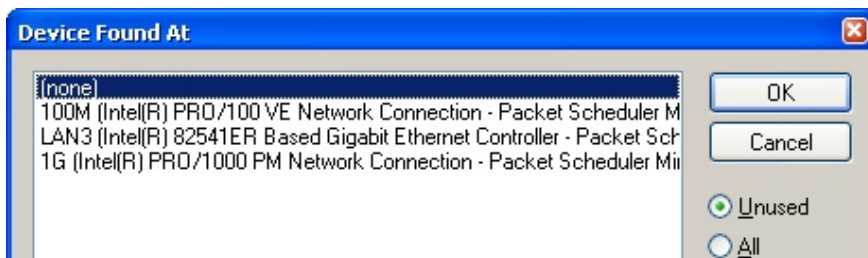 Device Found At
(none)
100M (Intel(R) PRO/100 VE Network Connection - Packet Scheduler M
LAN3 (Intel(R) 82541ER Based Gigabit Ethernet Controller - Packet Sch
1G (Intel(R) PRO/1000 PM Network Connection - Packet Scheduler Mi
OK
Cancel
Unused
All